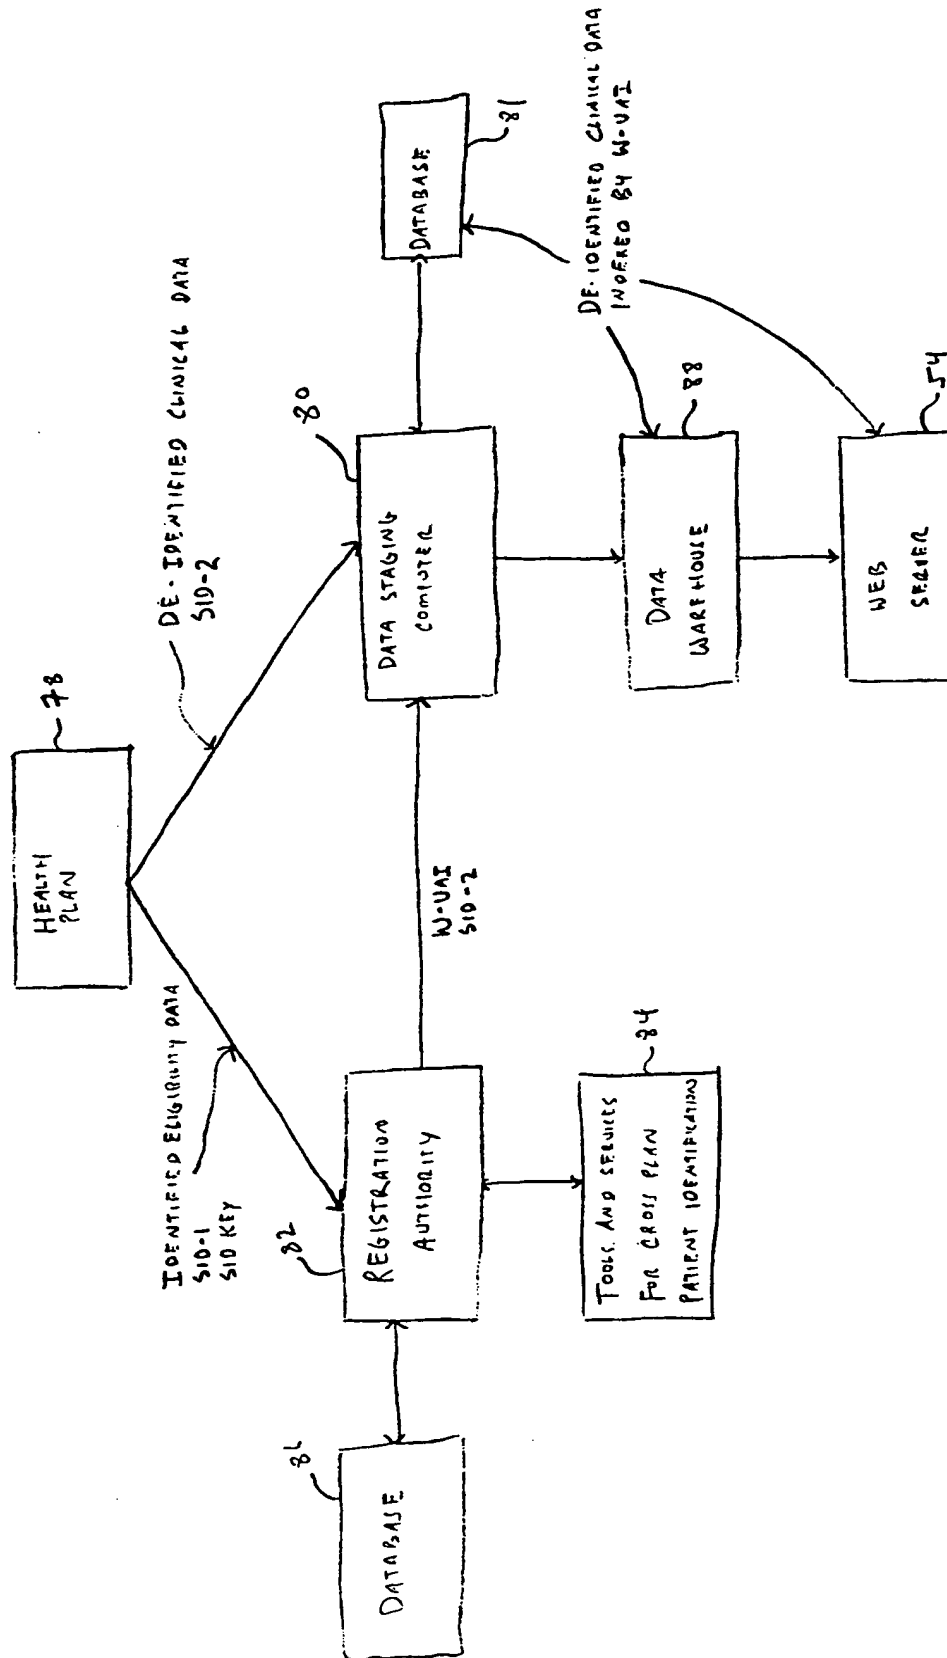 HEALTH
PLAN
78
IDENTIFIED ELIGIBILITY DATA
SID-1
SID KEY
DE-IDENTIFIED CLINICAL DATA
SID-2
82
REGISTRATION
AUTHORITY
W-UAI
SID-2
80
DATA STAGING
COMPUTER
DATABASE
86
DATABASE
81
TOOLS AND SERVICES
FOR CROSS PLAN
PATIENT IDENTIFICATION
84
DATA
WAREHOUSE
88
DE-IDENTIFIED CLINICAL DATA
INDEXED BY W-UAI
WEB
SERVER
54